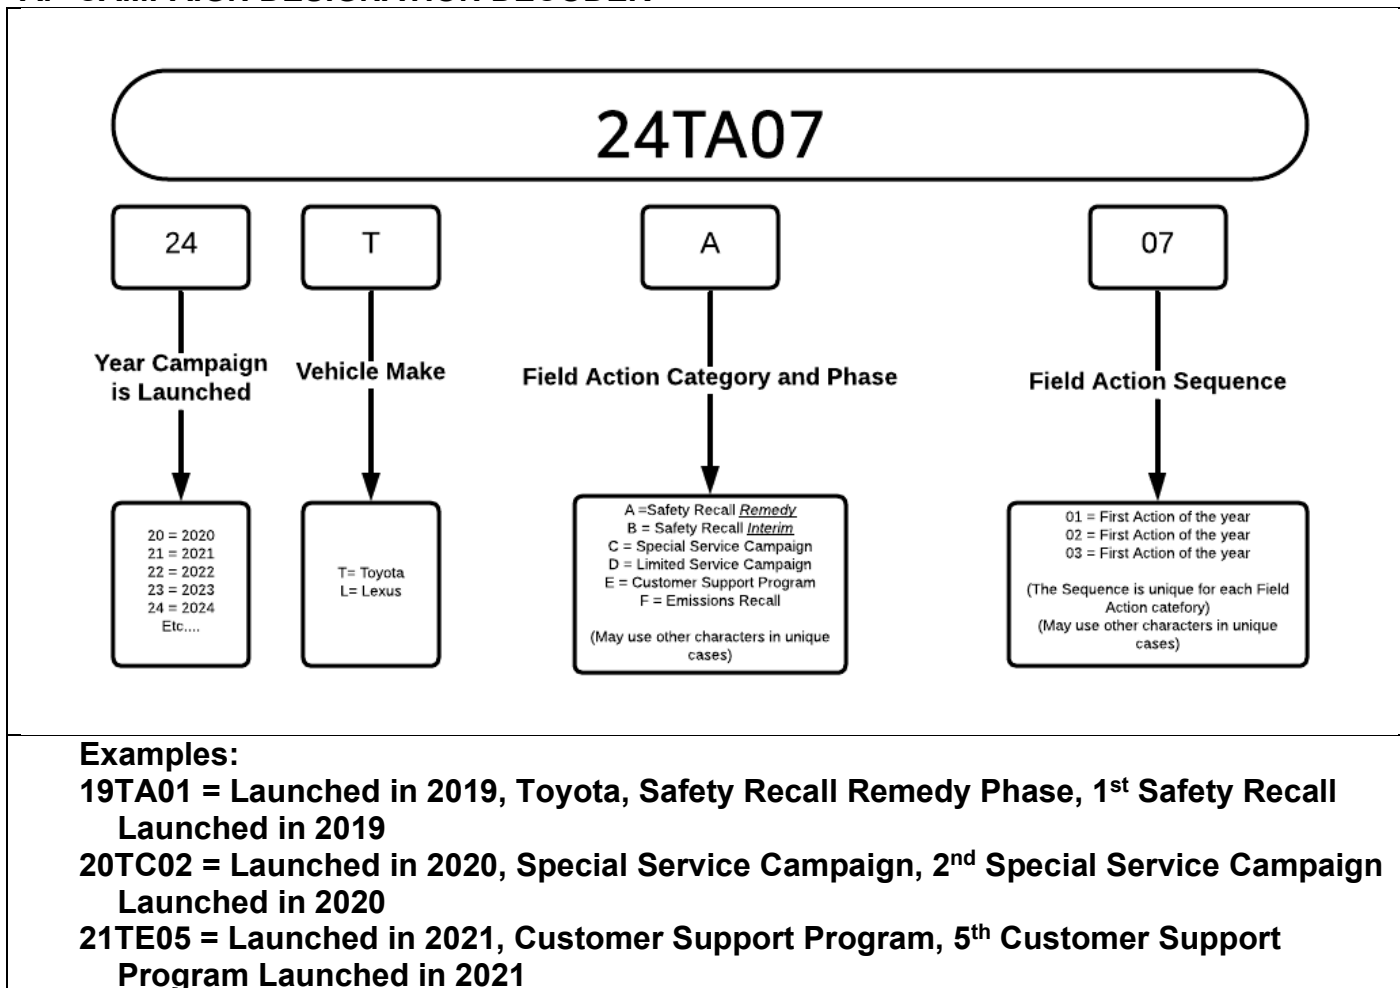 CAMPAIGN DESIGNATION DECODER
24TA07
24
T
A
07
Year Campaign
is Launched
Vehicle Make
Field Action Category and Phase
Field Action Sequence
20 = 2020
21 = 2021
22 = 2022
23 = 2023
24 = 2024
Etc....
T= Toyota
L= Lexus
A =Safety Recall Remedy
B = Safety Recall Interim
C = Special Service Campaign
D = Limited Service Campaign
E = Customer Support Program
F = Emissions Recall
(May use other characters in unique
cases)
01 = First Action of the year
02 = First Action of the year
03 = First Action of the year
(The Sequence is unique for each Field
Action catefory)
(May use other characters in unique
cases)
Examples:
19TA01 = Launched in 2019, Toyota, Safety Recall Remedy Phase, 1st Safety Recall
Launched in 2019
20TC02 = Launched in 2020, Special Service Campaign, 2nd Special Service Campaign
Launched in 2020
21TE05 = Launched in 2021, Customer Support Program, 5th Customer Support
Program Launched in 2021